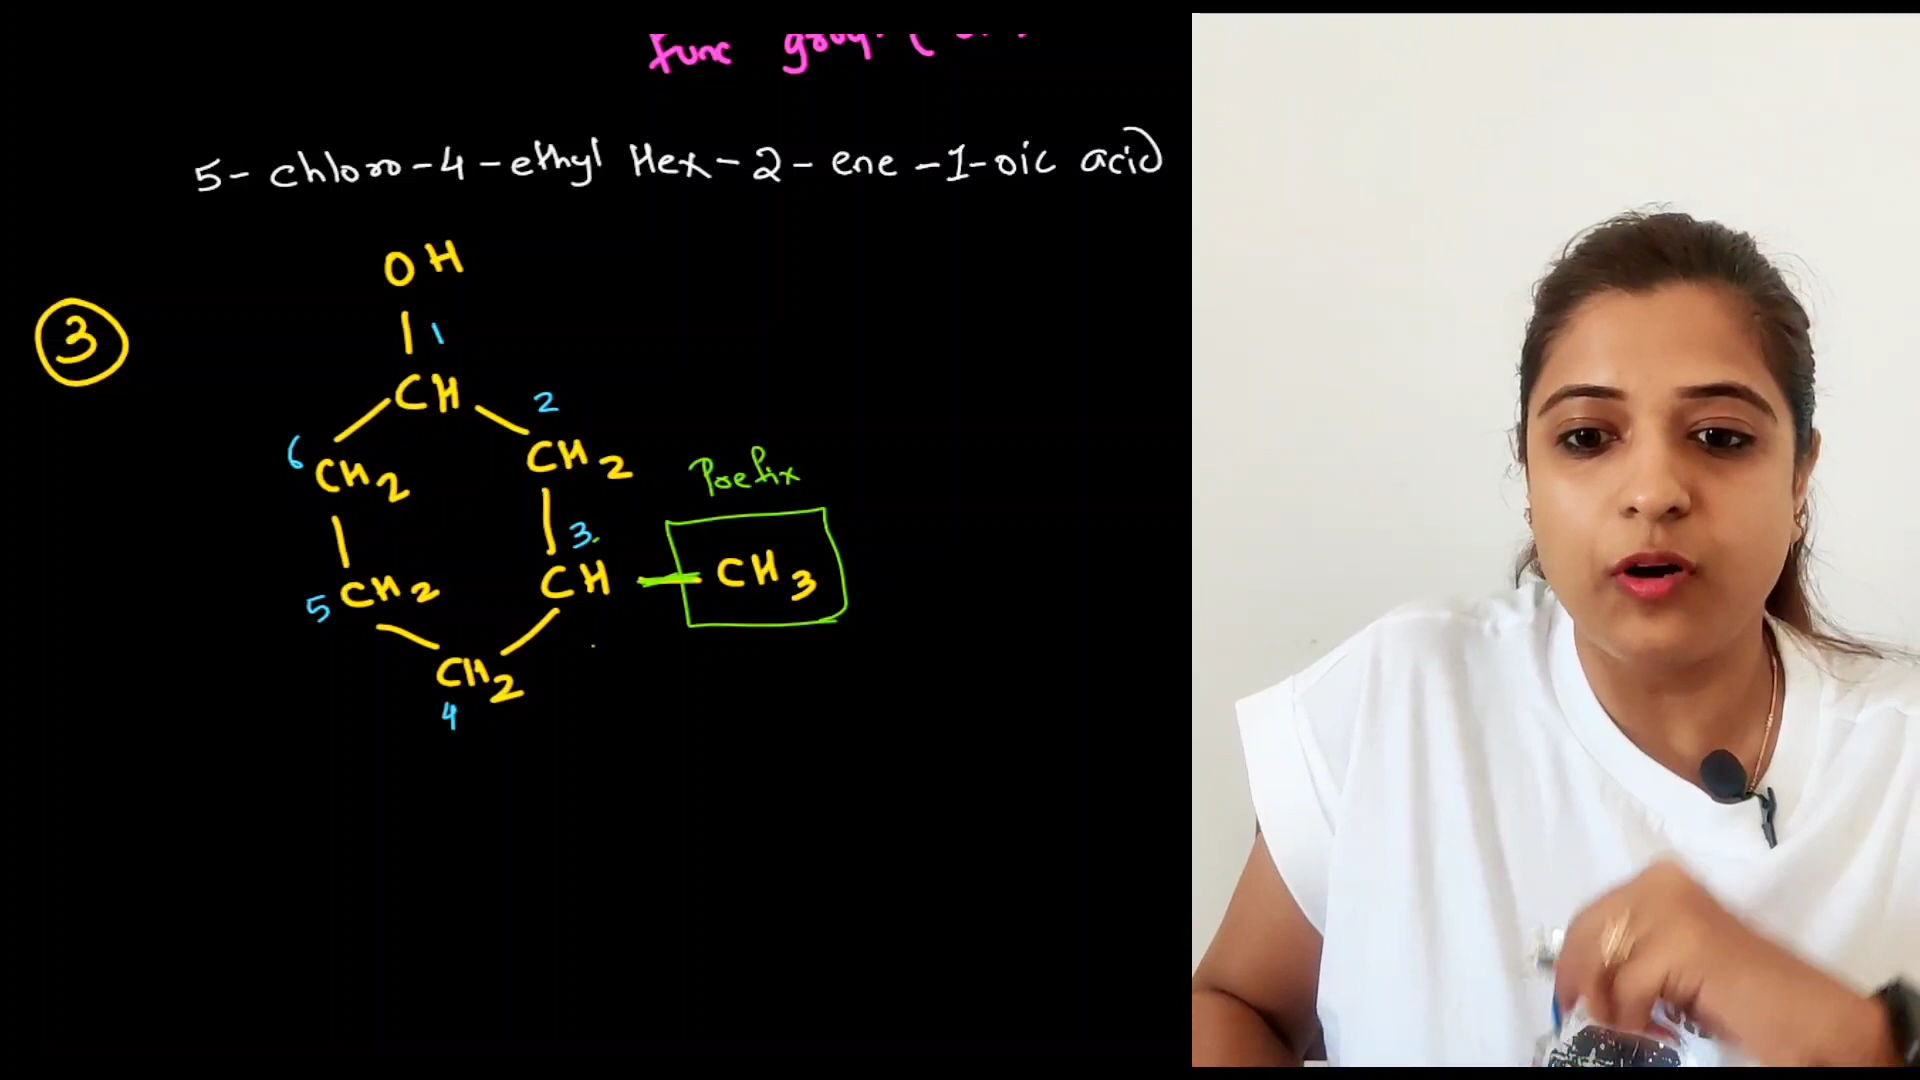 func group (
5-chloro-4-ethyl Hex-2-ene-1-oic acid
3
OH
1
CH
2
6
CH2
CH2
Prefix
3
CH
CH3
5
CH2
CH2
4